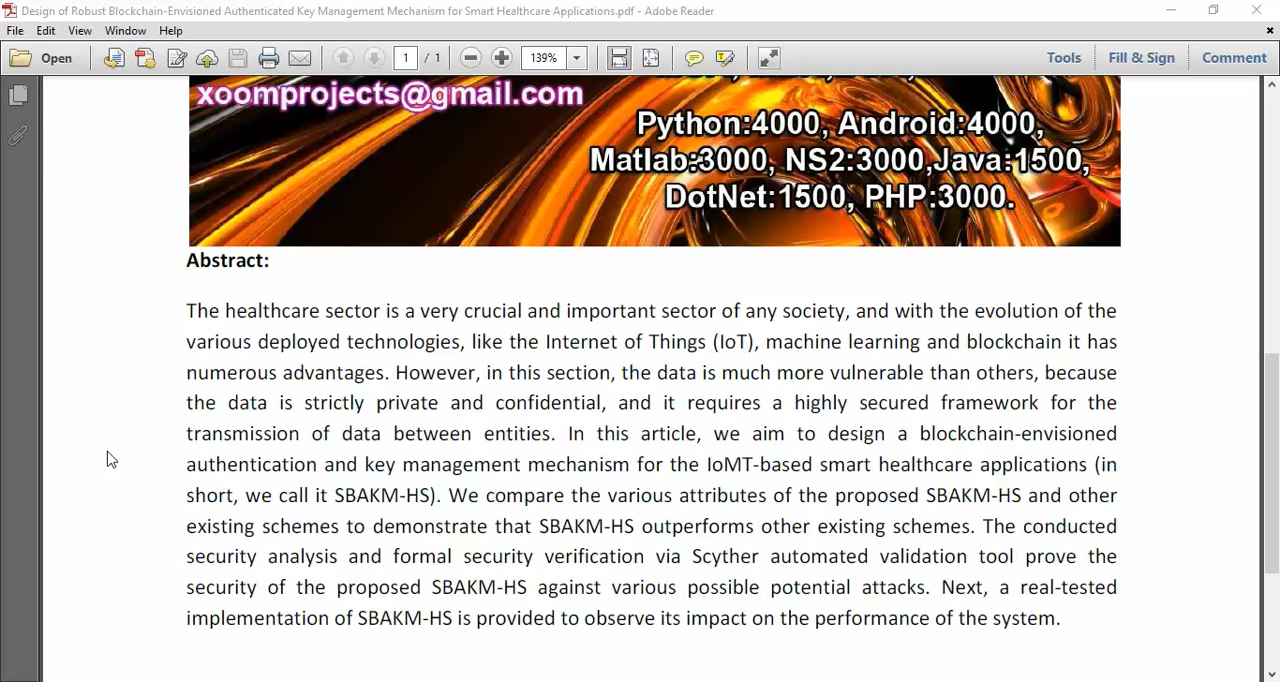 Design of Robust Blockchain-Envisioned Authenticated Key Management Mechanism for Smart Healthcare Applications.pdf - Adobe Reader
File Edit View Window Help
Open 1 / 1 139% Tools Fill & Sign Comment
xoomprojects@gmail.com
Python:4000, Android:4000,
Matlab:3000, NS2:3000,Java:1500,
DotNet:1500, PHP:3000.
Abstract:
The healthcare sector is a very crucial and important sector of any society, and with the evolution of the
various deployed technologies, like the Internet of Things (IoT), machine learning and blockchain it has
numerous advantages. However, in this section, the data is much more vulnerable than others, because
the data is strictly private and confidential, and it requires a highly secured framework for the
transmission of data between entities. In this article, we aim to design a blockchain-envisioned
authentication and key management mechanism for the IoMT-based smart healthcare applications (in
short, we call it SBAKM-HS). We compare the various attributes of the proposed SBAKM-HS and other
existing schemes to demonstrate that SBAKM-HS outperforms other existing schemes. The conducted
security analysis and formal security verification via Scyther automated validation tool prove the
security of the proposed SBAKM-HS against various possible potential attacks. Next, a real-tested
implementation of SBAKM-HS is provided to observe its impact on the performance of the system.